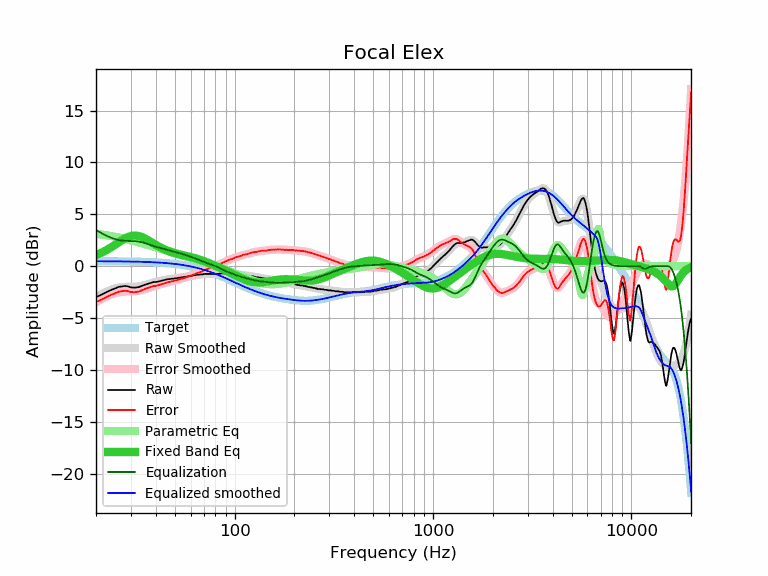 Focal Elex
15
10
5
0
−5
−10
−15
−20
Amplitude (dBr)
Target
Raw Smoothed
Error Smoothed
Raw
Error
Parametric Eq
Fixed Band Eq
Equalization
Equalized smoothed
100
1000
10000
Frequency (Hz)